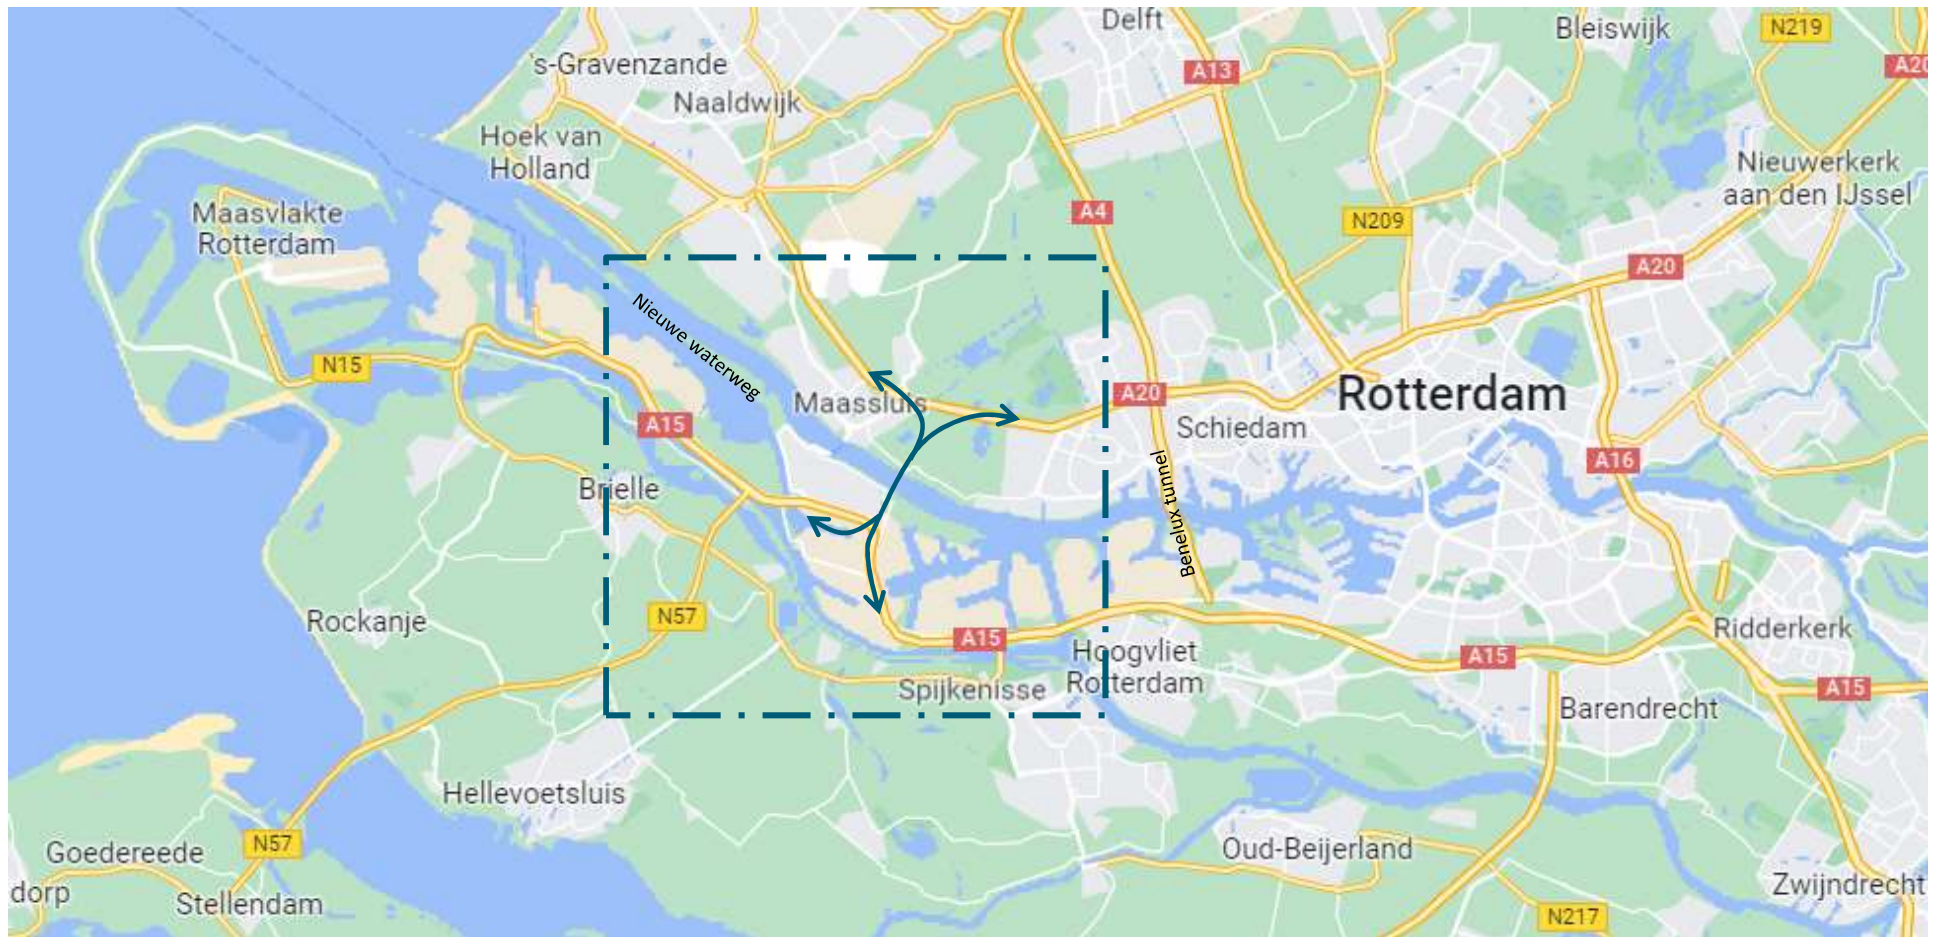 Delft
Bleiswijk
N219
A20
's-Gravenzande
A13
Naaldwijk
Hoek van
Holland
Nieuwerkerk
aan den IJssel
Maasvlakte
Rotterdam
A4
N209
A20
Nieuwe waterweg
N15
Maassluis
A20
Rotterdam
A15
Schiedam
A16
Brielle
Benelux tunnel
Rockanje
N57
A15
Hoogvliet
Rotterdam
A15
Ridderkerk
Spijkenisse
A15
Barendrecht
Hellevoetsluis
N57
Goedereede
Oud-Beijerland
dorp
Stellendam
Zwijndrecht
N217